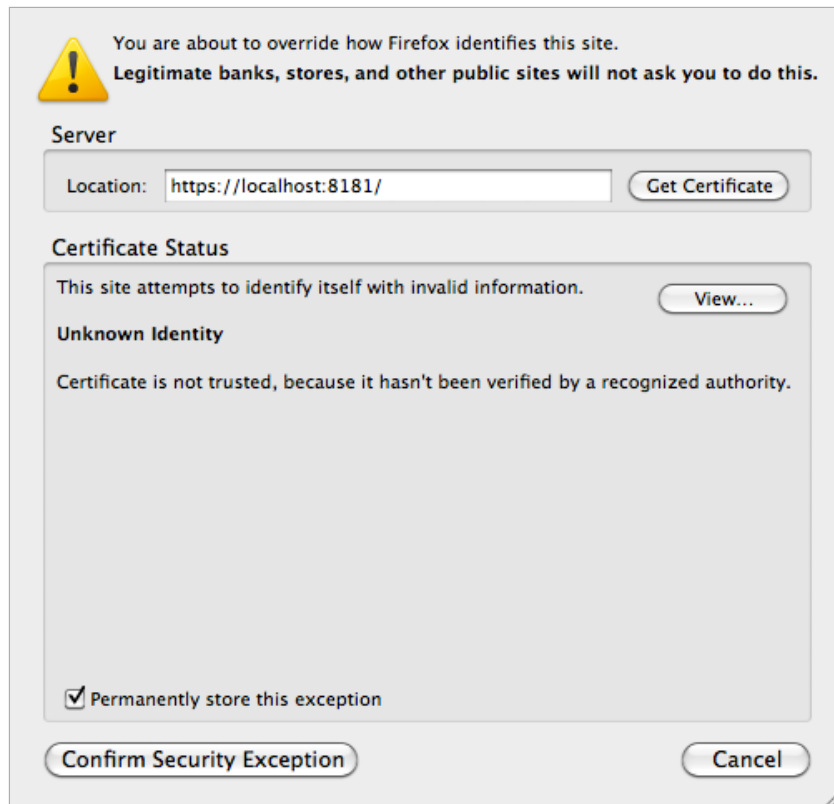 You are about to override how Firefox identifies this site.
Legitimate banks, stores, and other public sites will not ask you to do this.
Server
Location: https://localhost:8181/ Get Certificate
Certificate Status
This site attempts to identify itself with invalid information.
View...
Unknown Identity
Certificate is not trusted, because it hasn't been verified by a recognized authority.
Permanently store this exception
Confirm Security Exception Cancel